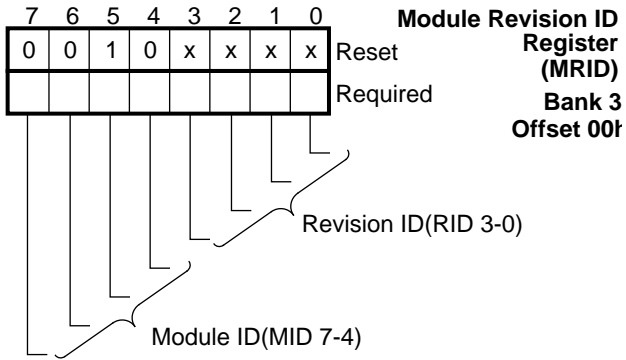 7 6 5 4 3 2 1 0
Module Revision ID
Register
(MRID)
Bank 3
Offset 00h
0 0 1 0 x x x x Reset
Required
Revision ID(RID 3-0)
Module ID(MID 7-4)